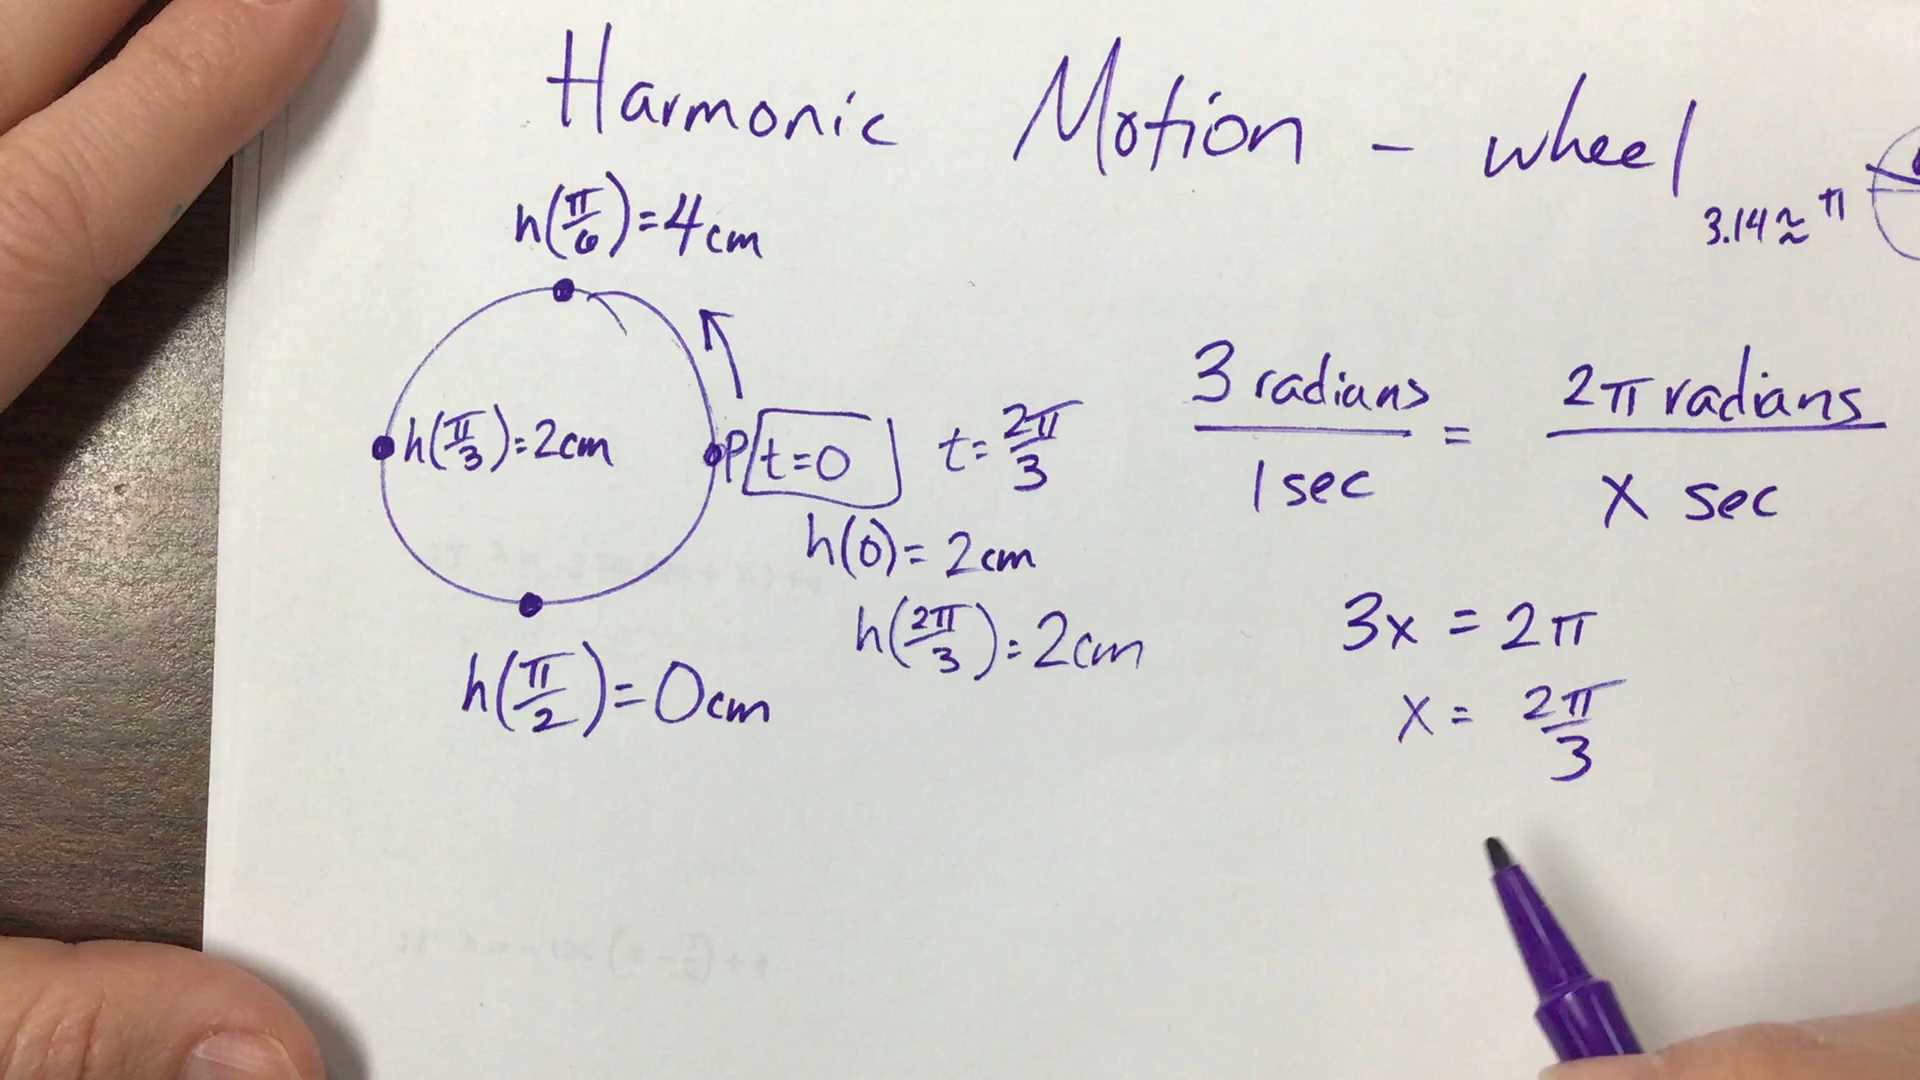 Harmonic Motion - wheel
3.14 ≈ π
h(π/6) = 4cm
h(π/3) = 2cm
P t=0
t = 2π/3
h(0) = 2cm
h(2π/3) = 2cm
h(π/2) = 0cm
3 radians / 1 sec = 2π radians / x sec
3x = 2π
x = 2π/3